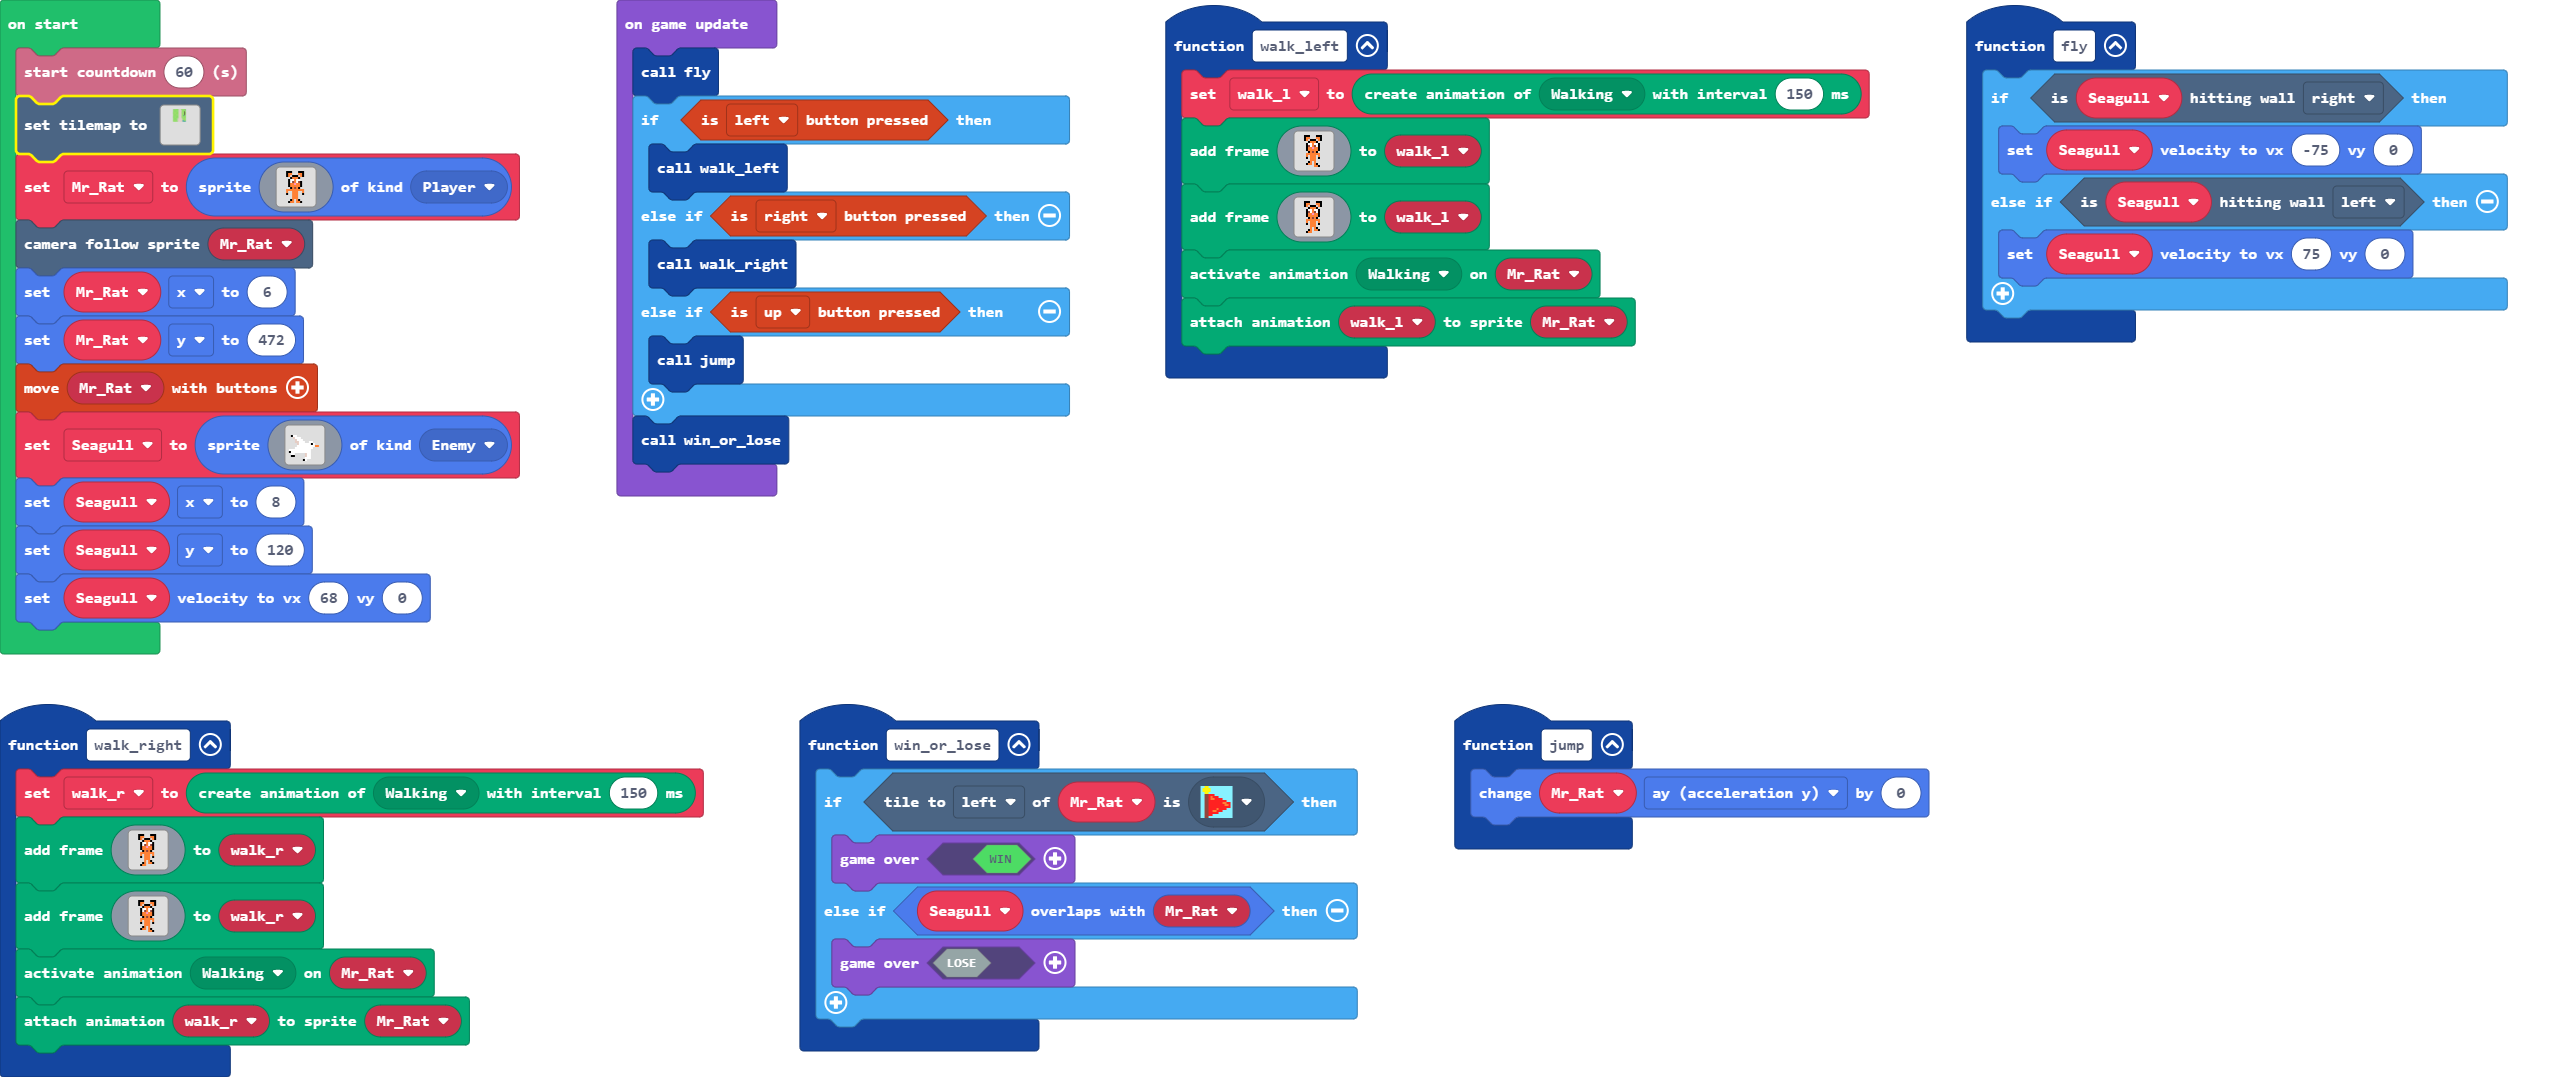 on start
start countdown 60 (s)
set tilemap to
set Mr_Rat to sprite of kind Player
camera follow sprite Mr_Rat
set Mr_Rat x to 6
set Mr_Rat y to 472
move Mr_Rat with buttons
set Seagull to sprite of kind Enemy
set Seagull x to 8
set Seagull y to 120
set Seagull velocity to vx 68 vy 0
on game update
call fly
if is left button pressed then
call walk_left
else if is right button pressed then
call walk_right
else if is up button pressed then
call jump
call win_or_lose
function walk_left
set walk_l to create animation of Walking with interval 150 ms
add frame to walk_l
add frame to walk_l
activate animation Walking on Mr_Rat
attach animation walk_l to sprite Mr_Rat
function fly
if is Seagull hitting wall right then
set Seagull velocity to vx -75 vy 0
else if is Seagull hitting wall left then
set Seagull velocity to vx 75 vy 0
function walk_right
set walk_r to create animation of Walking with interval 150 ms
add frame to walk_r
add frame to walk_r
activate animation Walking on Mr_Rat
attach animation walk_r to sprite Mr_Rat
function win_or_lose
if tile to left of Mr_Rat is then
game over WIN
else if Seagull overlaps with Mr_Rat then
game over LOSE
function jump
change Mr_Rat ay (acceleration y) by 0